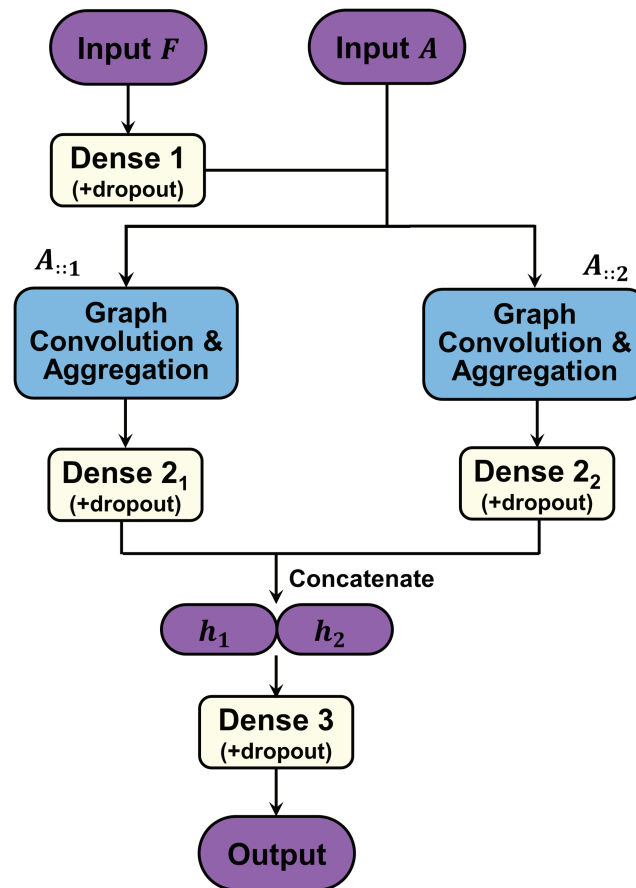 Input F
Input A
Dense 1
(+dropout)
A::1
A::2
Graph
Convolution &
Aggregation
Graph
Convolution &
Aggregation
Dense 2₁
(+dropout)
Dense 2₂
(+dropout)
Concatenate
h₁
h₂
Dense 3
(+dropout)
Output